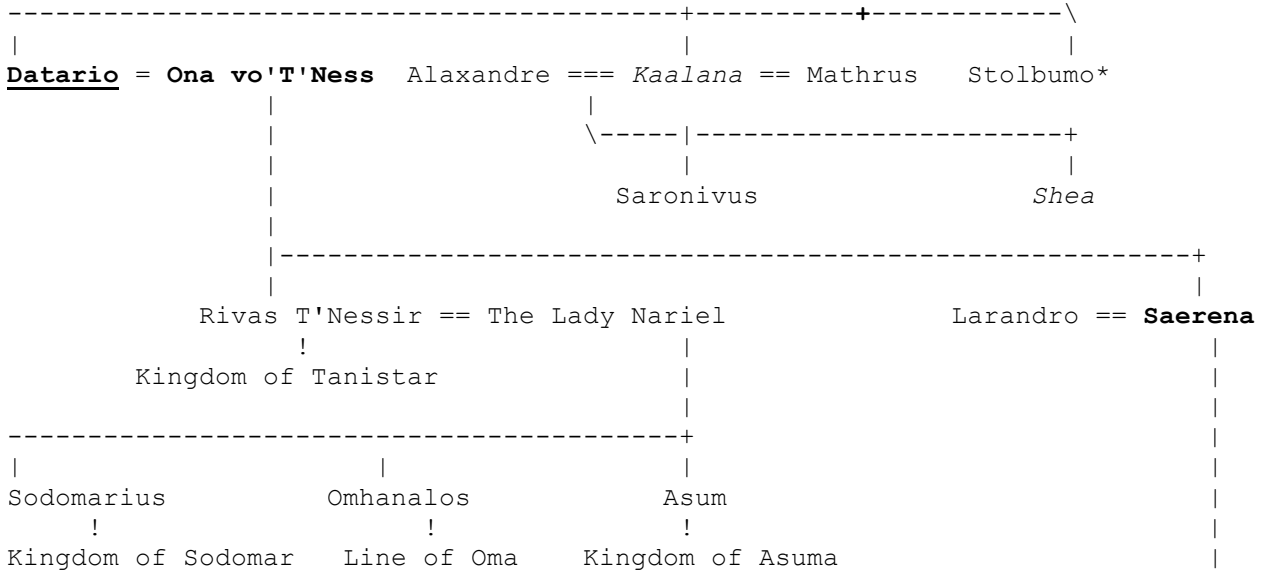 ------------------------------------------+----------+------------\
|                                         |                       |
Datario = Ona vo'T'Ness  Alaxandre === Kaalana == Mathrus   Stolbumo*
                |                   |
                |                   \-----|-----------------------+
                |                         |                       |
                |                     Saronivus                 Shea
                |
                |---------------------------------------------------------+
                |                                                         |
            Rivas T'Nessir == The Lady Nariel              Larandro == Saerena
                  !                       |                                |
        Kingdom of Tanistar               |                                |
                                          |                                |
------------------------------------------+                                |
|                      |                  |                                |
Sodomarius          Omhanalos            Asum                              |
     !                    !               !                                |
Kingdom of Sodomar   Line of Oma    Kingdom of Asuma                       |